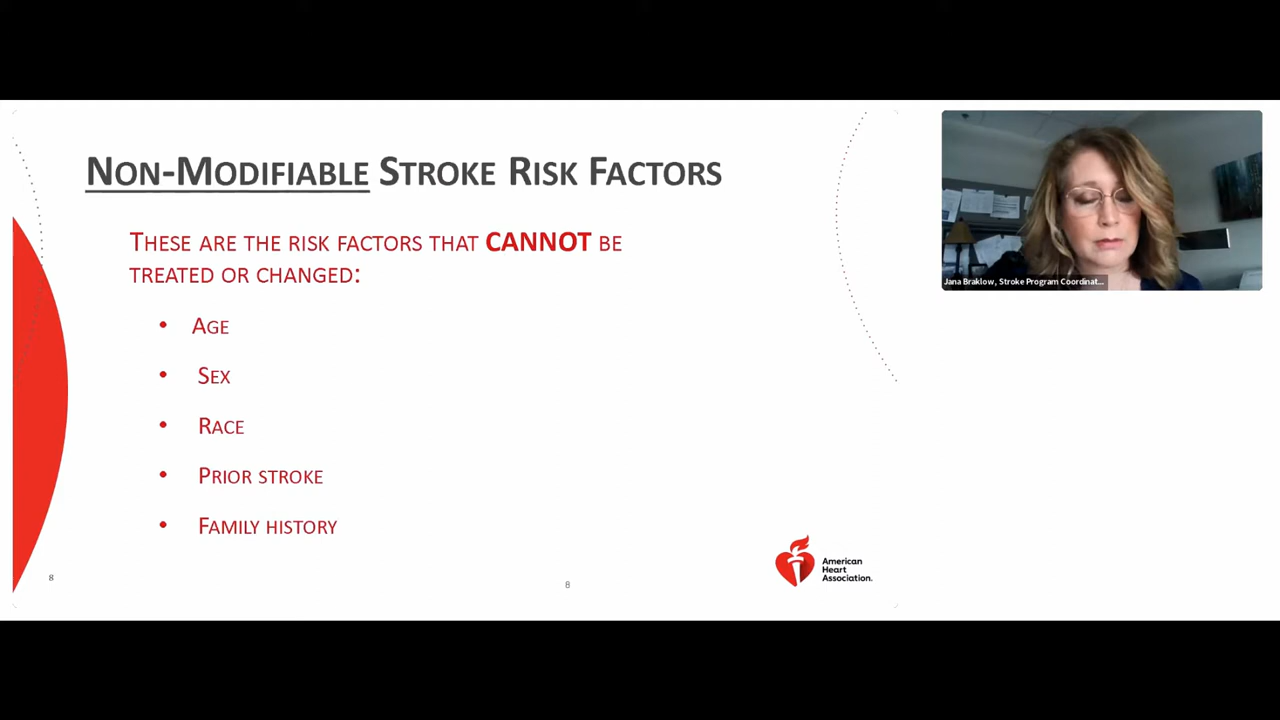 Non-Modifiable Stroke Risk Factors
These are the risk factors that CANNOT be
treated or changed:
• Age
• Sex
• Race
• Prior stroke
• Family history
8
8
American
Heart
Association.
Jana Braklow, Stroke Program Coordinat...